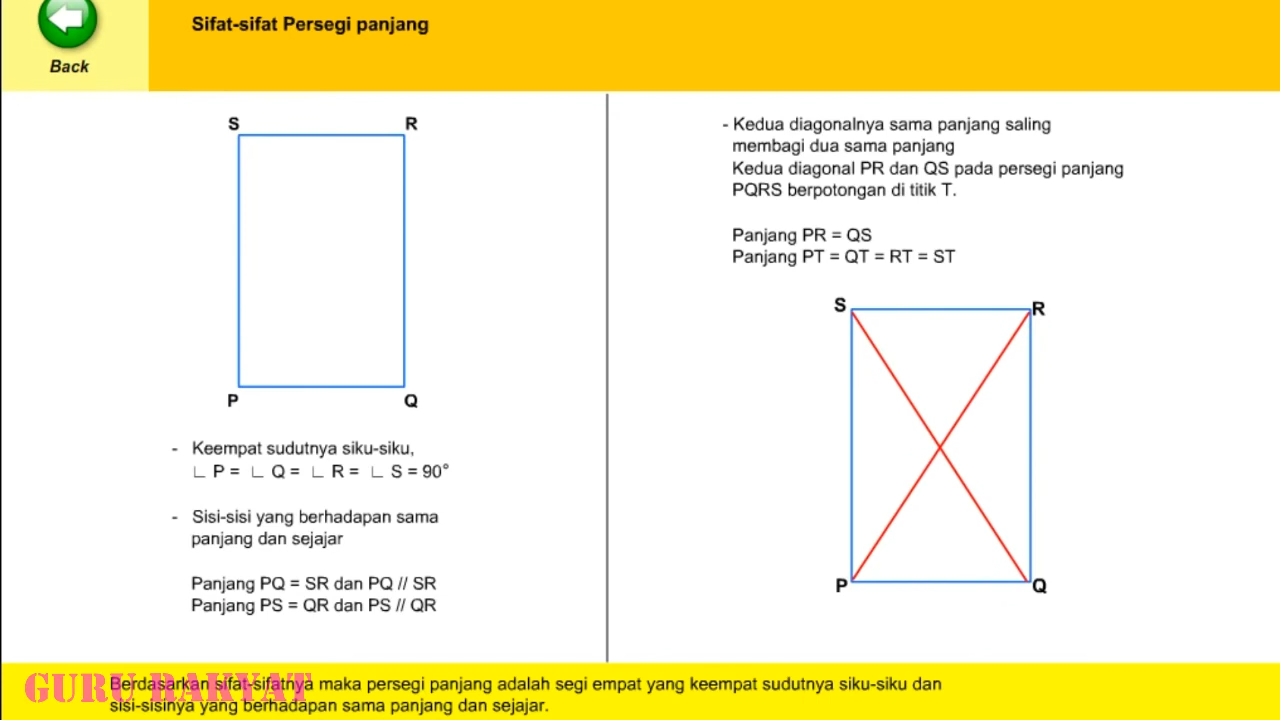 Back
Sifat-sifat Persegi panjang
S
R
P
Q
- Keempat sudutnya siku-siku,
∟ P = ∟ Q = ∟ R = ∟ S = 90°
- Sisi-sisi yang berhadapan sama
panjang dan sejajar
Panjang PQ = SR dan PQ // SR
Panjang PS = QR dan PS // QR
- Kedua diagonalnya sama panjang saling
membagi dua sama panjang
Kedua diagonal PR dan QS pada persegi panjang
PQRS berpotongan di titik T.
Panjang PR = QS
Panjang PT = QT = RT = ST
S
R
P
Q
GURU RAKYAT
Berdasarkan sifat-sifatnya maka persegi panjang adalah segi empat yang keempat sudutnya siku-siku dan
sisi-sisinya yang berhadapan sama panjang dan sejajar.